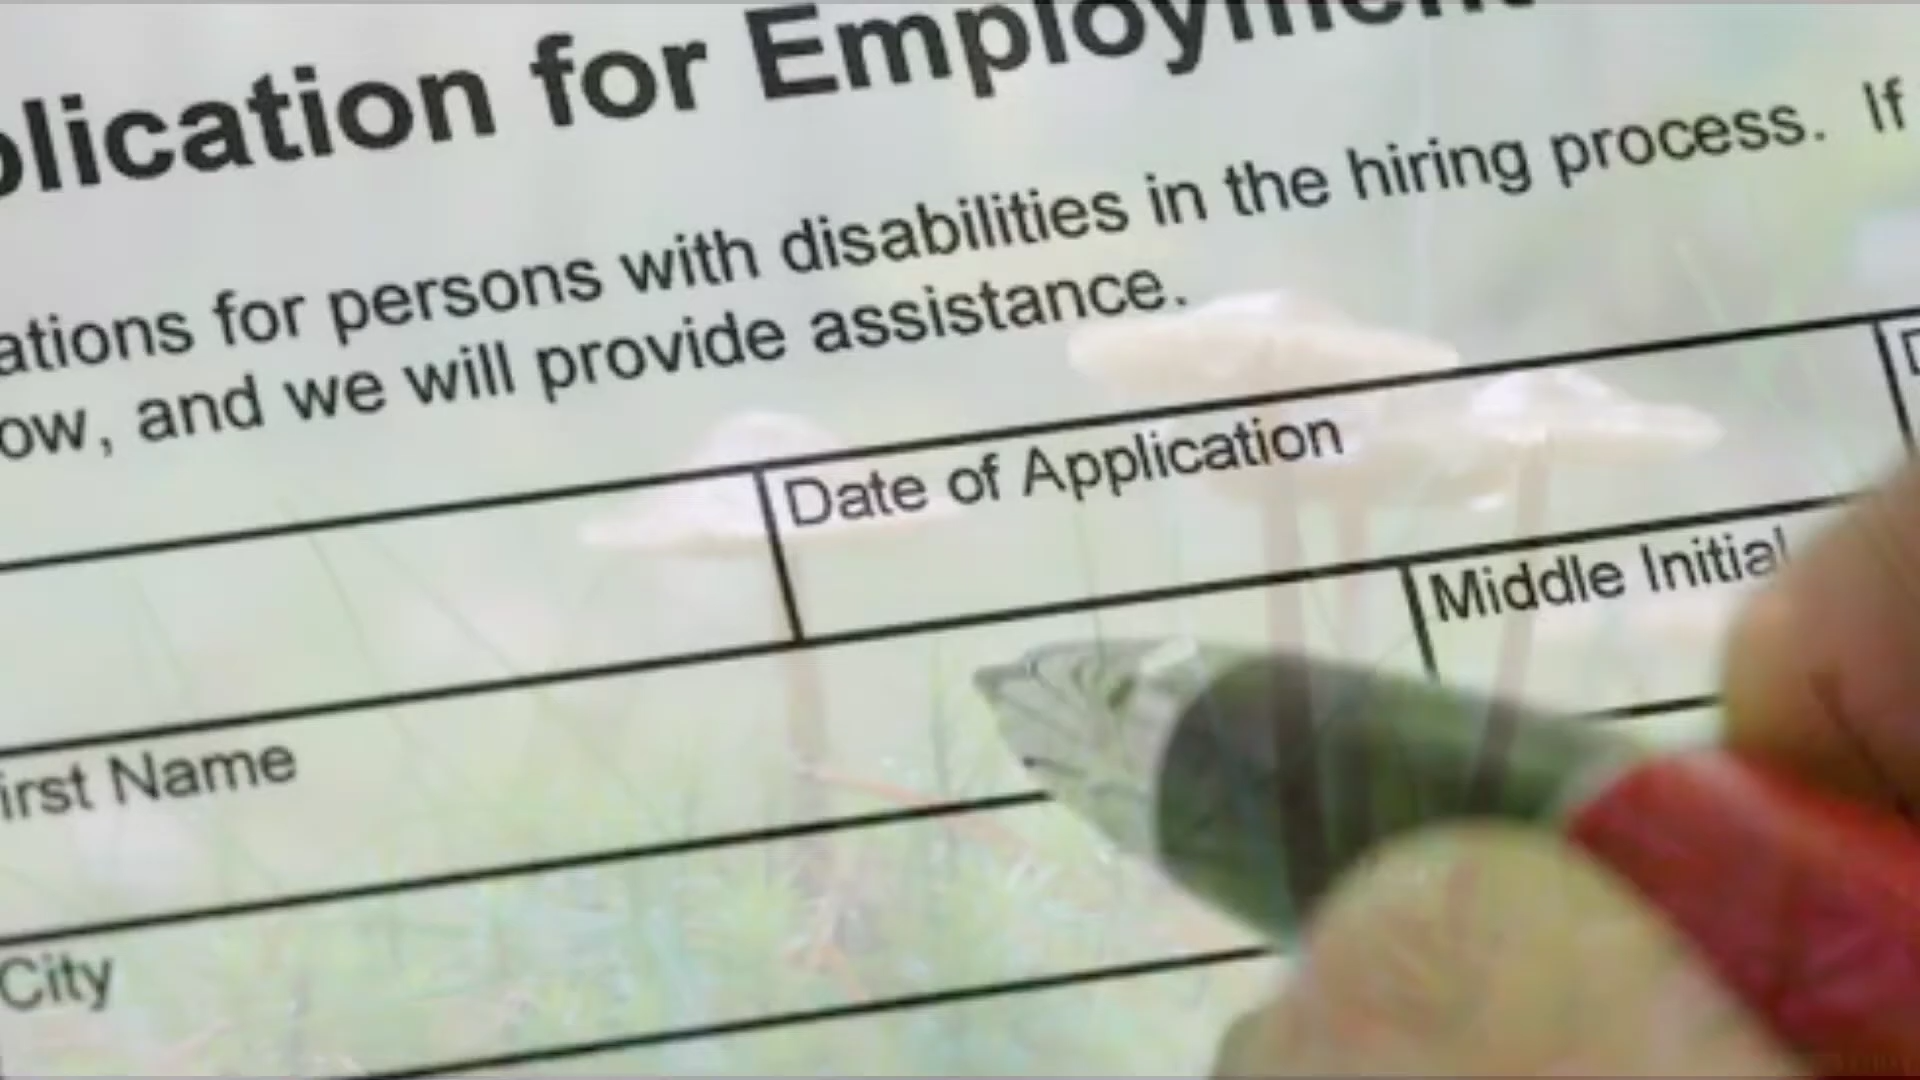 plication for Employment
ations for persons with disabilities in the hiring process. If
ow, and we will provide assistance.
Date of Application
Middle Initial
irst Name
City